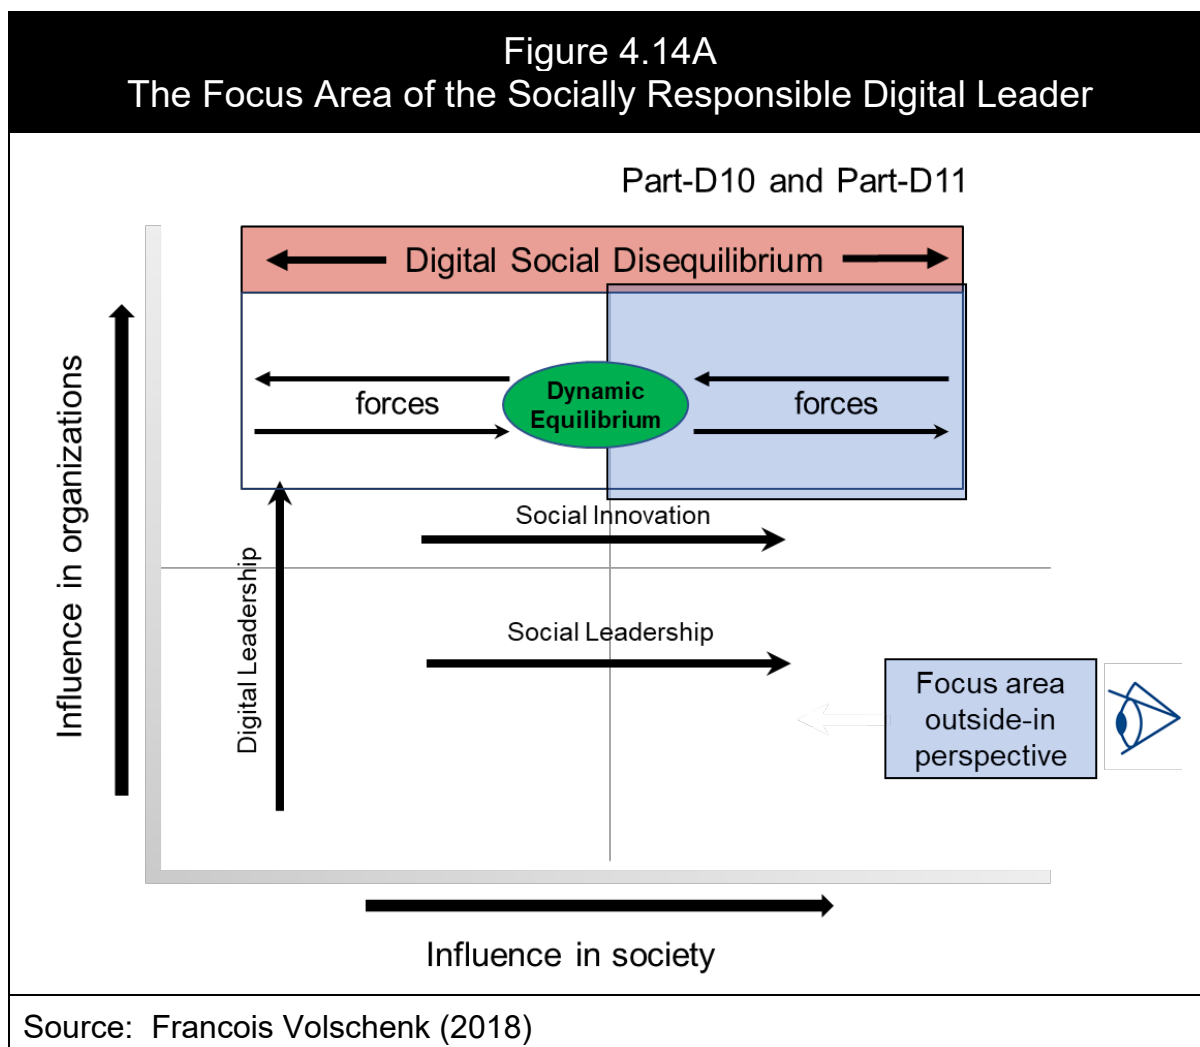 Figure 4.14A
The Focus Area of the Socially Responsible Digital Leader
Part-D10 and Part-D11
Digital Social Disequilibrium
forces
Dynamic
Equilibrium
forces
Influence in organizations
Digital Leadership
Social Innovation
Social Leadership
Focus area
outside-in
perspective
Influence in society
Source: Francois Volschenk (2018)